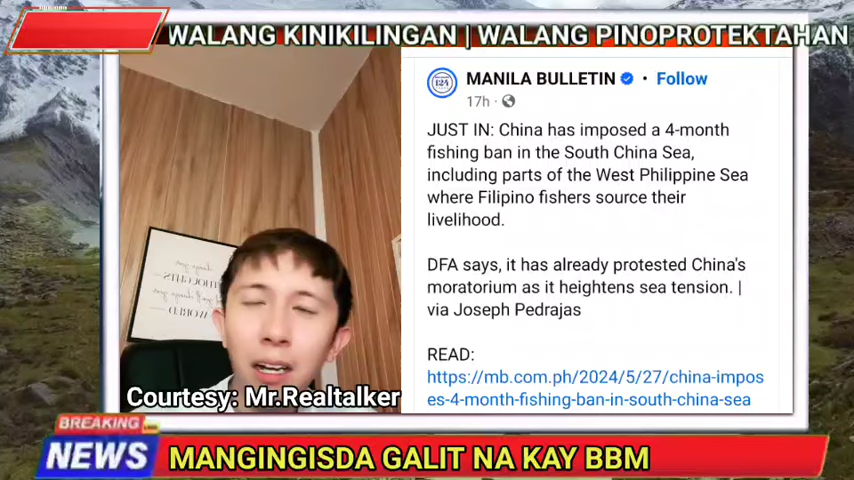 WALANG KINIKILINGAN | WALANG PINOPROTEKTAHAN
MANILA BULLETIN • Follow
17h •
JUST IN: China has imposed a 4-month
fishing ban in the South China Sea,
including parts of the West Philippine Sea
where Filipino fishers source their
livelihood.
DFA says, it has already protested China's
moratorium as it heightens sea tension. |
via Joseph Pedrajas
READ:
https://mb.com.ph/2024/5/27/china-impos
es-4-month-fishing-ban-in-south-china-sea
THOUGHTS
WORLD
Courtesy: Mr.Realtalker
BREAKING
NEWS
MANGINGISDA GALIT NA KAY BBM